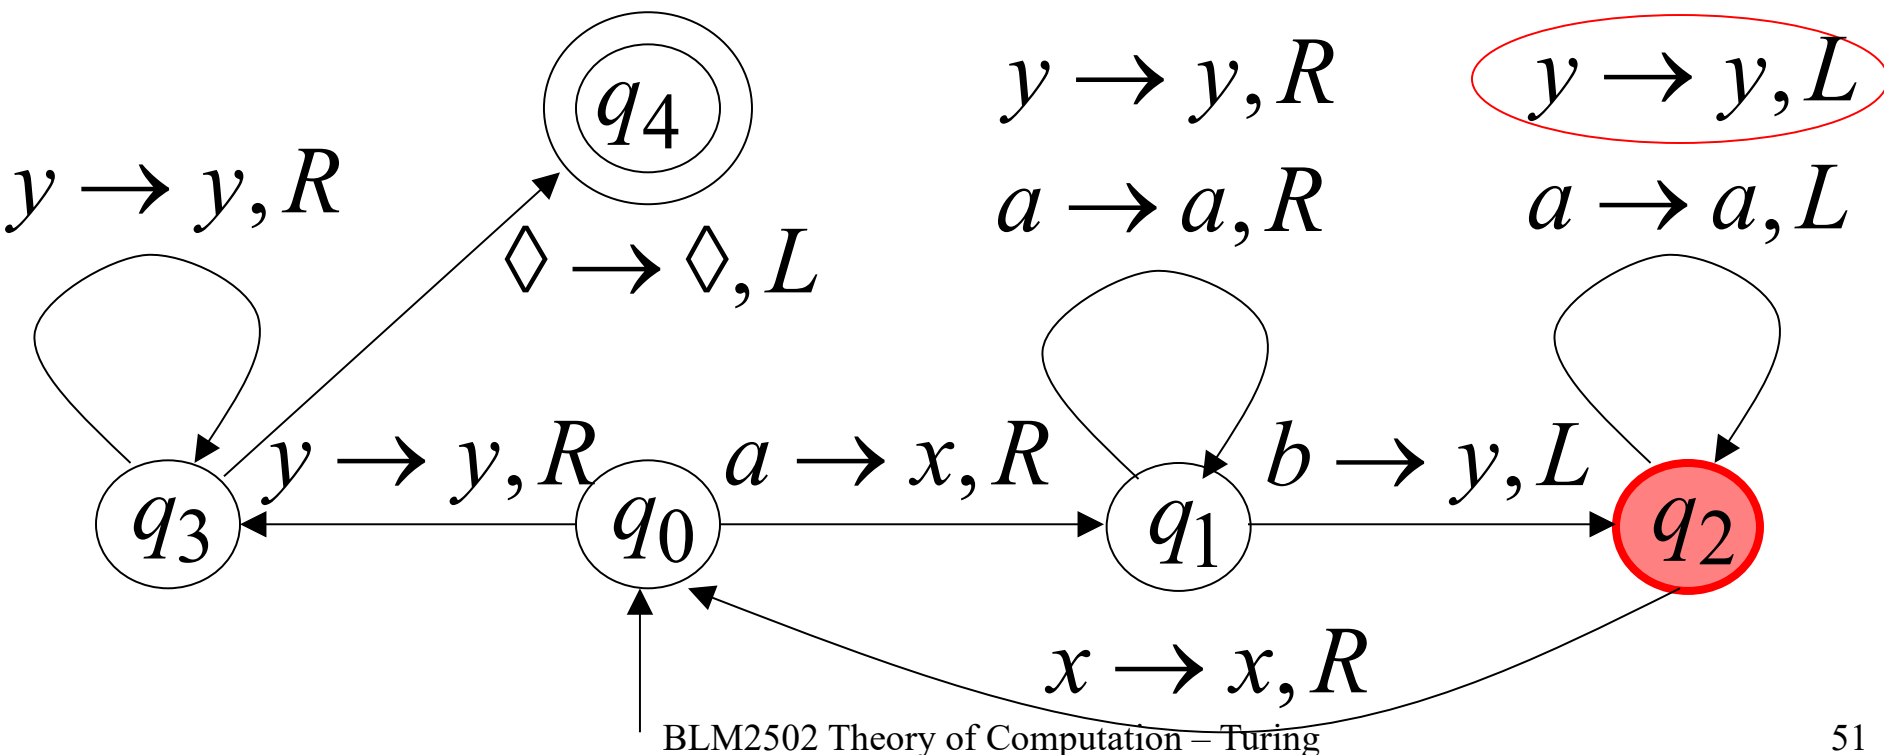 q4
y → y, R
y → y, L
y → y, R
a → a, R
a → a, L
◊ → ◊, L
y → y, R
a → x, R
b → y, L
q3
q0
q1
q2
x → x, R
BLM2502 Theory of Computation – Turing
51